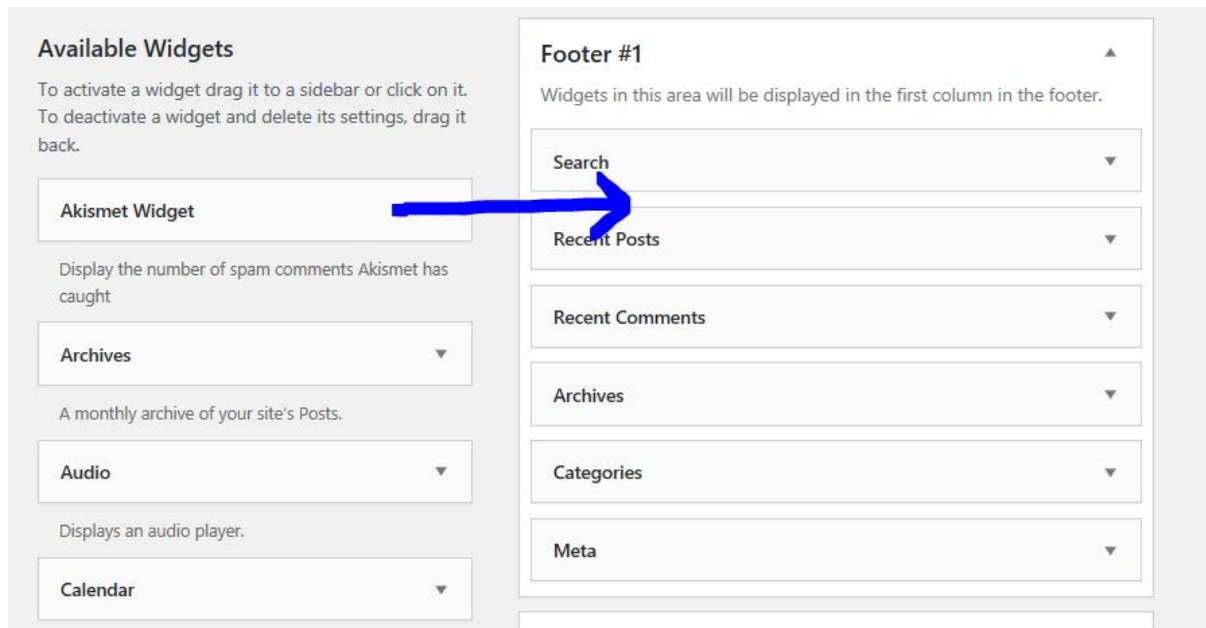 Available Widgets
To activate a widget drag it to a sidebar or click on it.
To deactivate a widget and delete its settings, drag it
back.
Akismet Widget
Display the number of spam comments Akismet has
caught
Archives
A monthly archive of your site's Posts.
Audio
Displays an audio player.
Calendar
Footer #1
Widgets in this area will be displayed in the first column in the footer.
Search
Recent Posts
Recent Comments
Archives
Categories
Meta